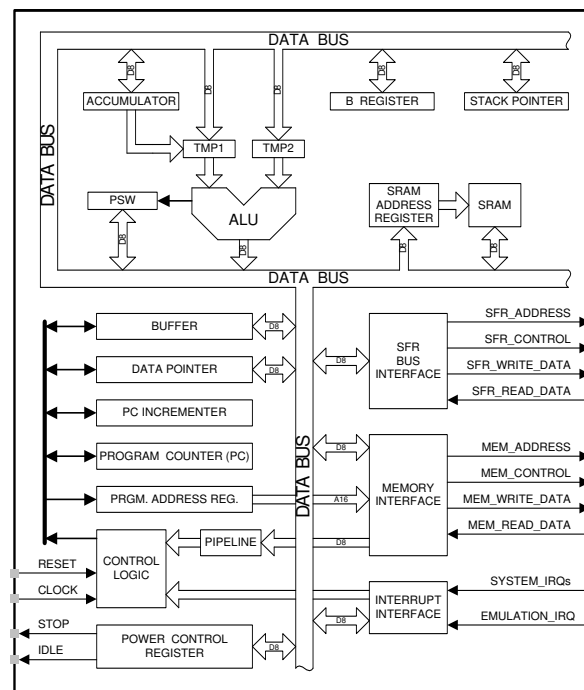 DATA BUS
D8
D8
D8
D8
D8
ACCUMULATOR
B REGISTER
STACK POINTER
DATA BUS
TMP1
TMP2
PSW
ALU
SRAM
ADDRESS
REGISTER
SRAM
D8
D8
D8
D8
DATA BUS
BUFFER
D8
DATA POINTER
D8
PC INCREMENTER
PROGRAM COUNTER (PC)
PRGM. ADDRESS REG.
A16
DATA BUS
D8
SFR
BUS
INTERFACE
SFR_ADDRESS
SFR_CONTROL
SFR_WRITE_DATA
SFR_READ_DATA
D8
MEMORY
INTERFACE
MEM_ADDRESS
MEM_CONTROL
MEM_WRITE_DATA
MEM_READ_DATA
RESET
CLOCK
CONTROL
LOGIC
PIPELINE
D8
STOP
IDLE
POWER CONTROL
REGISTER
D8
D8
INTERRUPT
INTERFACE
SYSTEM_IRQs
EMULATION_IRQ